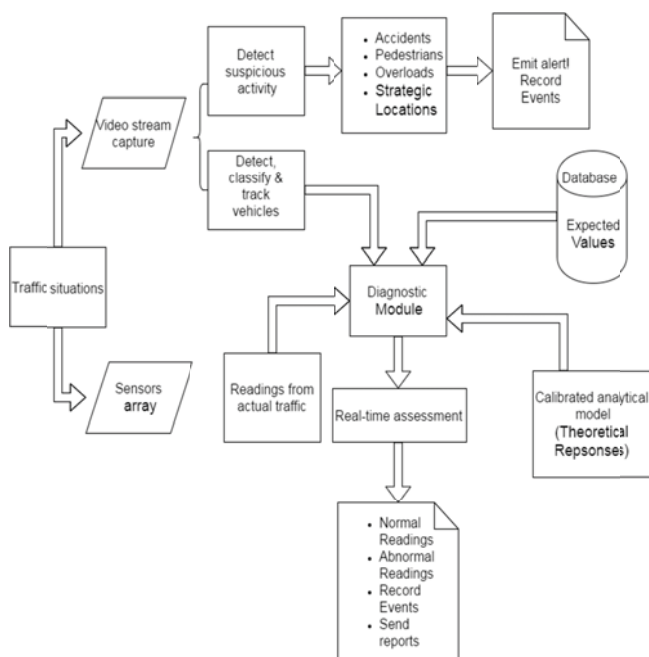 Detect
suspicious
activity
Accidents
Pedestrians
Overloads
Strategic
Locations
Emit alert!
Record
Events
Video stream
capture
Detect,
classify &
track
vehicles
Database
Expected
Values
Traffic situations
Diagnostic
Module
Sensors
array
Readings from
actual traffic
Real-time assessment
Calibrated analytical
model
(Theoretical
Repsonses)
Normal
Readings
Abnormal
Readings
Record
Events
Send
reports